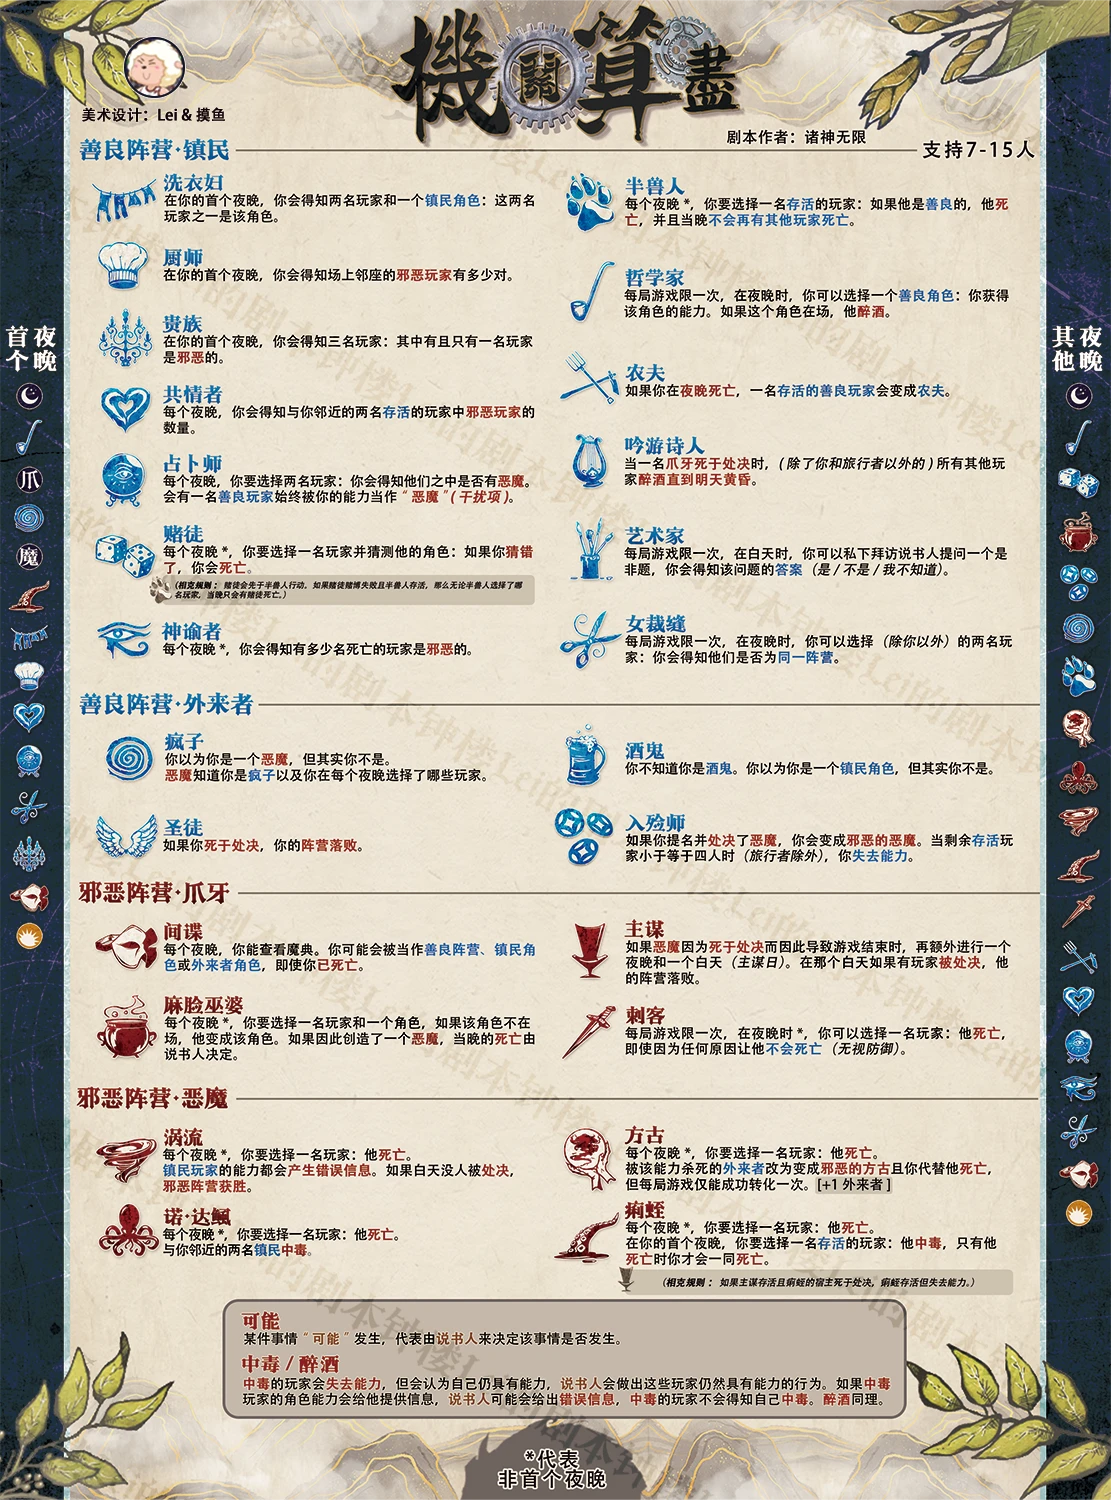 機關算盡
美术设计：Lei & 摸鱼
剧本作者：诸神无限
支持7-15人
善良阵营·镇民
洗衣妇
在你的首个夜晚，你会得知两名玩家和一个镇民角色：这两名
玩家之一是该角色。
厨师
在你的首个夜晚，你会得知场上邻座的邪恶玩家有多少对。
贵族
在你的首个夜晚，你会得知三名玩家：其中有且只有一名玩家
是邪恶的。
共情者
每个夜晚，你会得知与你邻近的两名存活的玩家中邪恶玩家的
数量。
占卜师
每个夜晚，你要选择两名玩家：你会得知他们之中是否有恶魔。
会有一名善良玩家始终被你的能力当作“恶魔”(干扰项)。
赌徒
每个夜晚*，你要选择一名玩家并猜测他的角色：如果你猜错
了，你会死亡。
（相克规则：赌徒会先于半兽人行动。如果赌徒赌博失败且半兽人存活，那么无论半兽人选择了哪
名玩家，当晚只会有赌徒死亡。）
神谕者
每个夜晚*，你会得知有多少名死亡的玩家是邪恶的。
半兽人
每个夜晚*，你要选择一名存活的玩家：如果他是善良的，他死
亡，并且当晚不会再有其他玩家死亡。
哲学家
每局游戏限一次，在夜晚时，你可以选择一个善良角色：你获得
该角色的能力。如果这个角色在场，他醉酒。
农夫
如果你在夜晚死亡，一名存活的善良玩家会变成农夫。
吟游诗人
当一名爪牙死于处决时，(除了你和旅行者以外的)所有其他玩
家醉酒直到明天黄昏。
艺术家
每局游戏限一次，在白天时，你可以私下拜访说书人提问一个是
非题，你会得知该问题的答案（是/不是/我不知道）。
女裁缝
每局游戏限一次，在夜晚时，你可以选择（除你以外）的两名玩
家：你会得知他们是否为同一阵营。
善良阵营·外来者
疯子
你以为你是一个恶魔，但其实你不是。
恶魔知道你是疯子以及你在每个夜晚选择了哪些玩家。
圣徒
如果你死于处决，你的阵营落败。
酒鬼
你不知道你是酒鬼。你以为你是一个镇民角色，但其实你不是。
入殓师
如果你提名并处决了恶魔，你会变成邪恶的恶魔。当剩余存活玩
家小于等于四人时（旅行者除外），你失去能力。
邪恶阵营·爪牙
间谍
每个夜晚，你能查看魔典。你可能会被当作善良阵营、镇民角
色或外来者角色，即使你已死亡。
麻脸巫婆
每个夜晚*，你要选择一名玩家和一个角色，如果该角色不在
场，他变成该角色。如果因此创造了一个恶魔，当晚的死亡由
说书人决定。
主谋
如果恶魔因为死于处决而因此导致游戏结束时，再额外进行一个
夜晚和一个白天（主谋日）。在那个白天如果有玩家被处决，他
的阵营落败。
刺客
每局游戏限一次，在夜晚时*，你可以选择一名玩家：他死亡，
即使因为任何原因让他不会死亡（无视防御）。
邪恶阵营·恶魔
涡流
每个夜晚*，你要选择一名玩家：他死亡。
镇民玩家的能力都会产生错误信息。如果白天没人被处决，
邪恶阵营获胜。
诺·达鲺
每个夜晚*，你要选择一名玩家：他死亡。
与你邻近的两名镇民中毒。
方古
每个夜晚*，你要选择一名玩家：他死亡。
被该能力杀死的外来者改为变成邪恶的方古且你代替他死亡，
但每局游戏仅能成功转化一次。[+1 外来者]
痢蛭
每个夜晚*，你要选择一名玩家：他死亡。
在你的首个夜晚，你要选择一名存活的玩家：他中毒，只有他
死亡时你才会一同死亡。
（相克规则：如果主谋存活且痢蛭的宿主死于处决，痢蛭存活但失去能力。）
可能
某件事情“可能”发生，代表由说书人来决定该事情是否发生。
中毒/醉酒
中毒的玩家会失去能力，但会认为自己仍具有能力，说书人会做出这些玩家仍然具有能力的行为。如果中毒
玩家的角色能力会给他提供信息，说书人可能会给出错误信息，中毒的玩家不会得知自己中毒。醉酒同理。
*代表
非首个夜晚
首个夜晚
爪
魔
其他夜晚